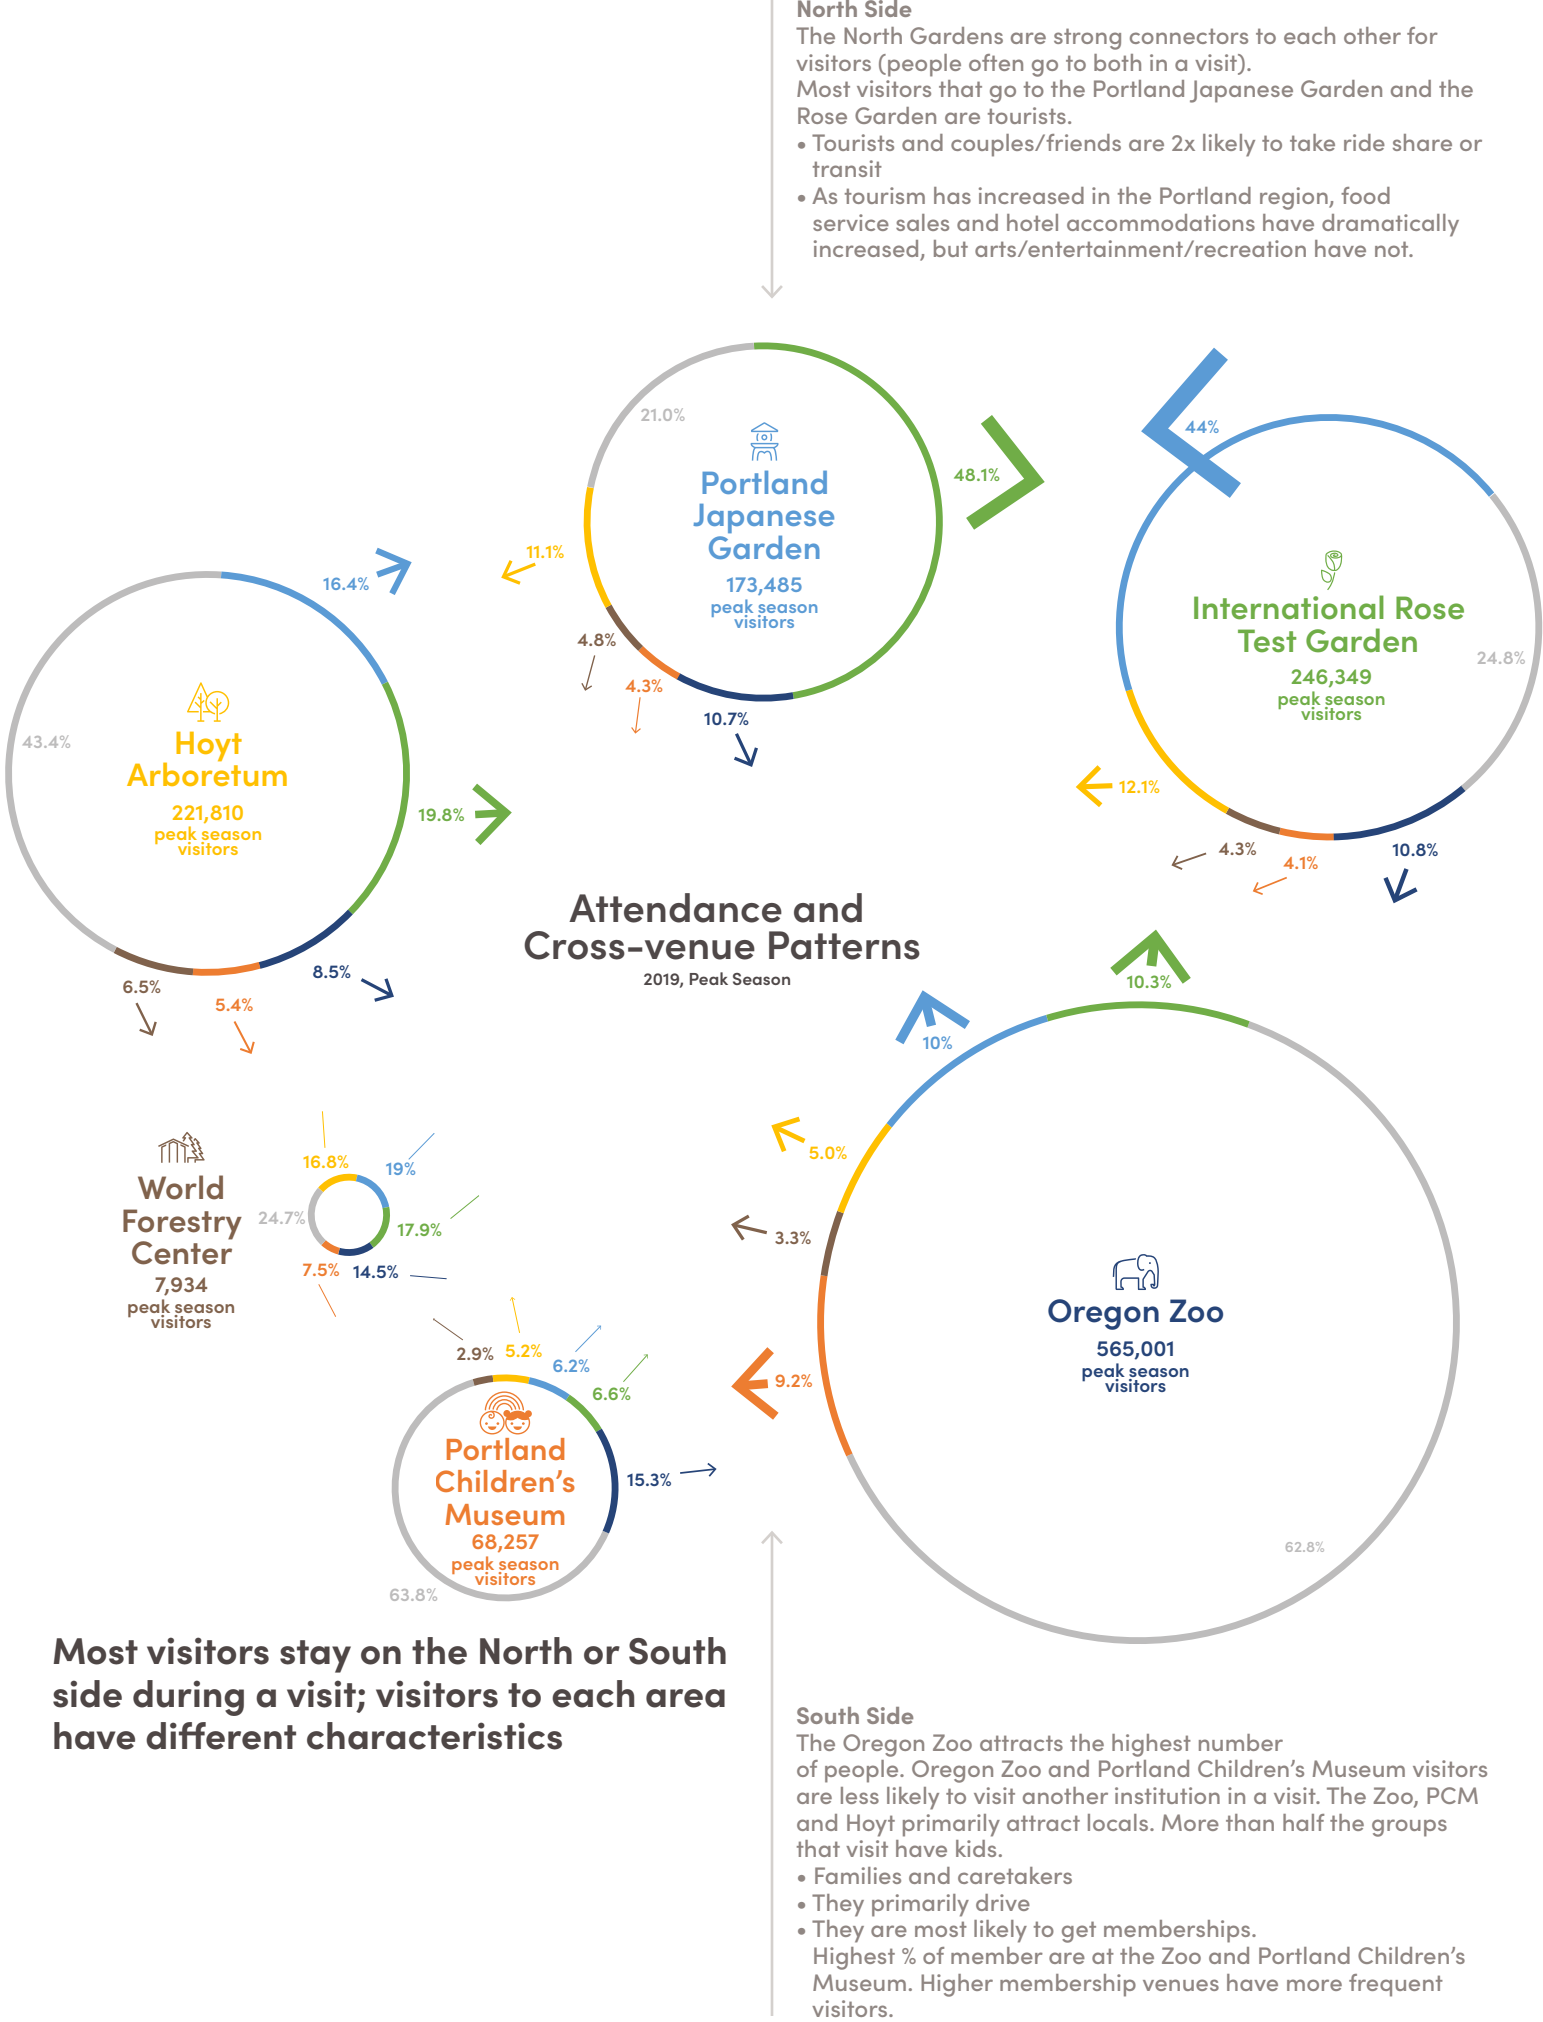 North Side
The North Gardens are strong connectors to each other for
visitors (people often go to both in a visit).
Most visitors that go to the Portland Japanese Garden and the
Rose Garden are tourists.
• Tourists and couples/friends are 2x likely to take ride share or
transit
• As tourism has increased in the Portland region, food
service sales and hotel accommodations have dramatically
increased, but arts/entertainment/recreation have not.
21.0%
Portland
Japanese
Garden
173,485
peak season
visitors
48.1%
11.1%
4.8%
4.3%
10.7%
44%
International Rose
Test Garden
246,349
peak season
visitors
24.8%
12.1%
4.3%
4.1%
10.8%
16.4%
43.4%
Hoyt
Arboretum
221,810
peak season
visitors
19.8%
6.5%
5.4%
8.5%
Attendance and
Cross-venue Patterns
2019, Peak Season
World
Forestry
Center
7,934
peak season
visitors
16.8%
19%
24.7%
17.9%
7.5%
14.5%
2.9%
5.2%
6.2%
6.6%
Portland
Children's
Museum
68,257
peak season
visitors
15.3%
63.8%
10.3%
10%
5.0%
3.3%
9.2%
Oregon Zoo
565,001
peak season
visitors
62.8%
Most visitors stay on the North or South
side during a visit; visitors to each area
have different characteristics
South Side
The Oregon Zoo attracts the highest number
of people. Oregon Zoo and Portland Children's Museum visitors
are less likely to visit another institution in a visit. The Zoo, PCM
and Hoyt primarily attract locals. More than half the groups
that visit have kids.
• Families and caretakers
• They primarily drive
• They are most likely to get memberships.
Highest % of member are at the Zoo and Portland Children's
Museum. Higher membership venues have more frequent
visitors.